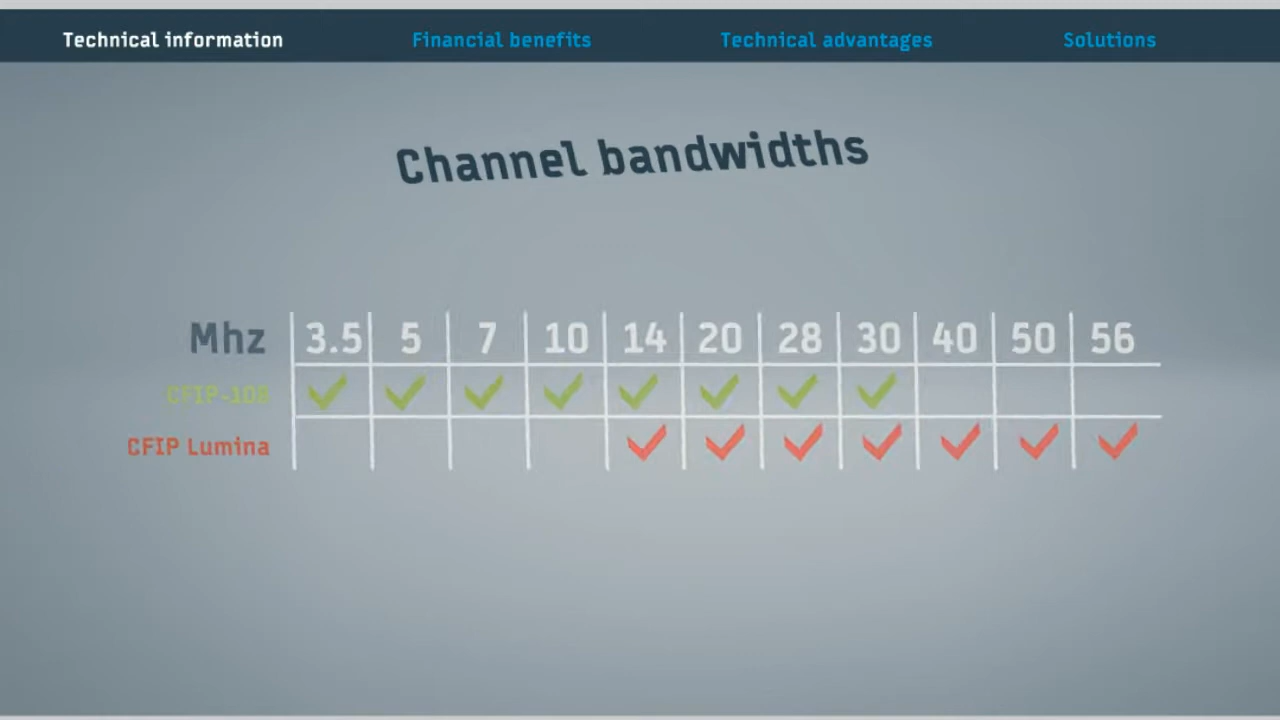 Technical information Financial benefits Technical advantages Solutions
Channel bandwidths
Mhz 3.5 5 7 10 14 20 28 30 40 50 56
CFIP-108
CFIP Lumina